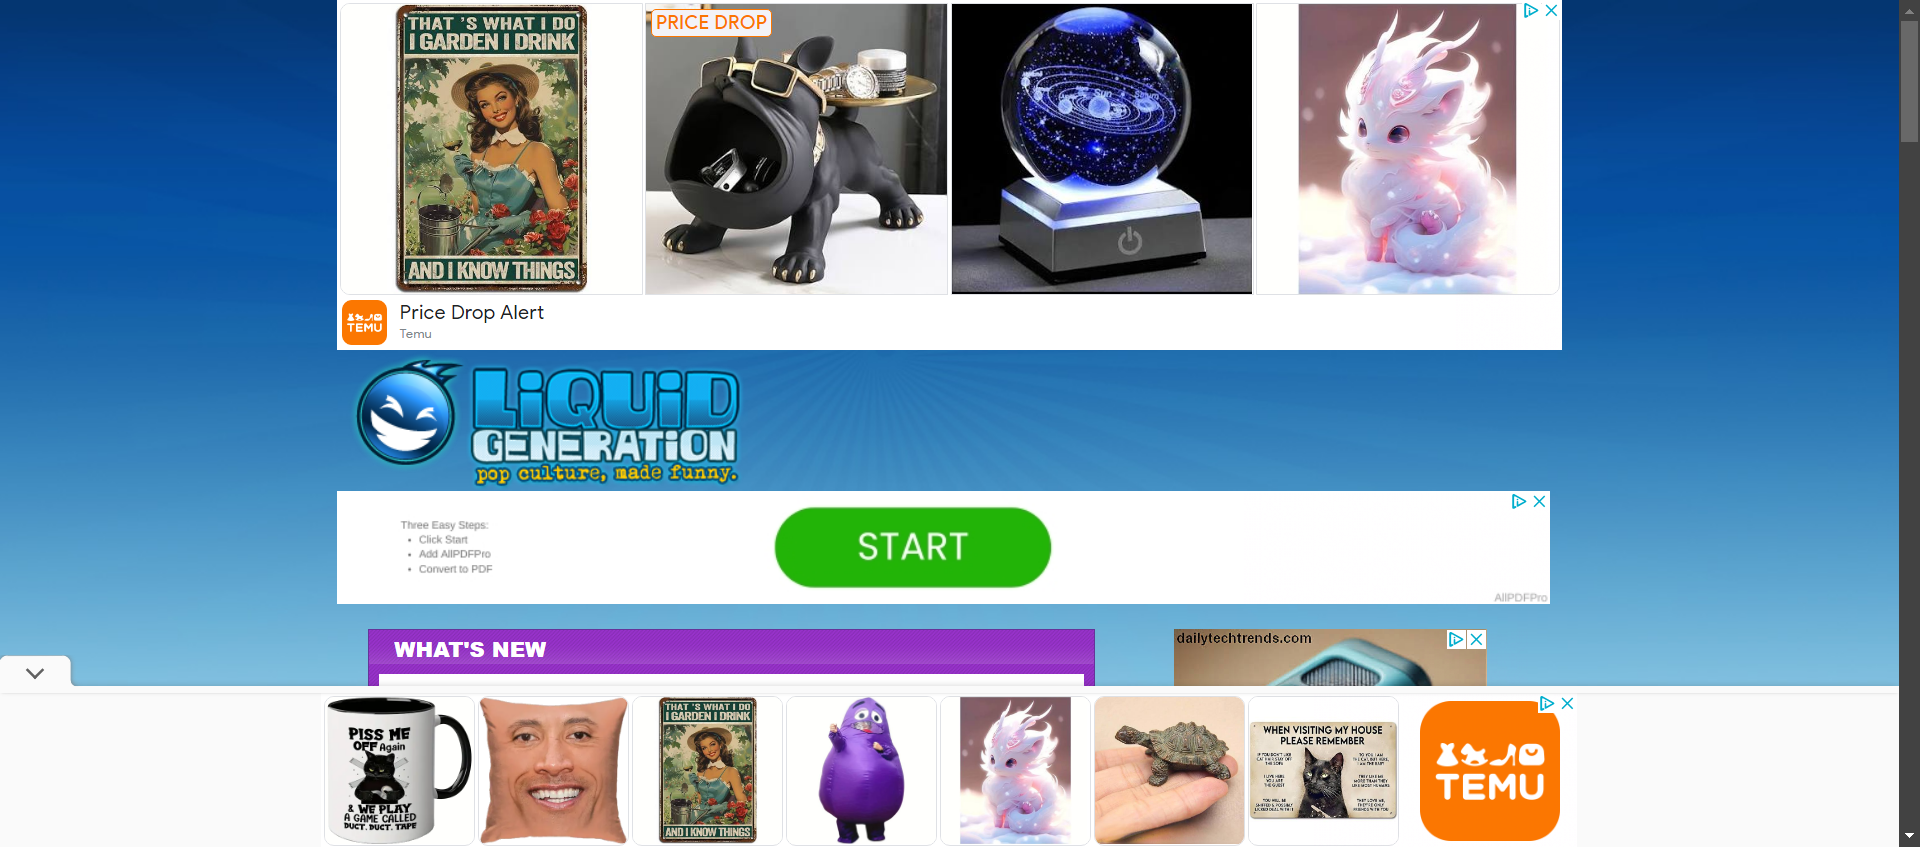 THAT'S WHAT I DO
I GARDEN I DRINK
AND I KNOW THINGS
PRICE DROP
Sun
TEMU
Price Drop Alert
Temu
LiQUiD
GENERATiON
pop culture, made funny.
Three Easy Steps:
• Click Start
• Add AllPDFPro
• Convert to PDF
START
AllPDFPro
WHAT'S NEW
dailytechtrends.com
PISS ME
OFF Again
& WE PLAY
A GAME CALLED
DUCT, DUCT, TAPE
THAT'S WHAT I DO
I GARDEN I DRINK
AND I KNOW THINGS
WHEN VISITING MY HOUSE
PLEASE REMEMBER
TEMU